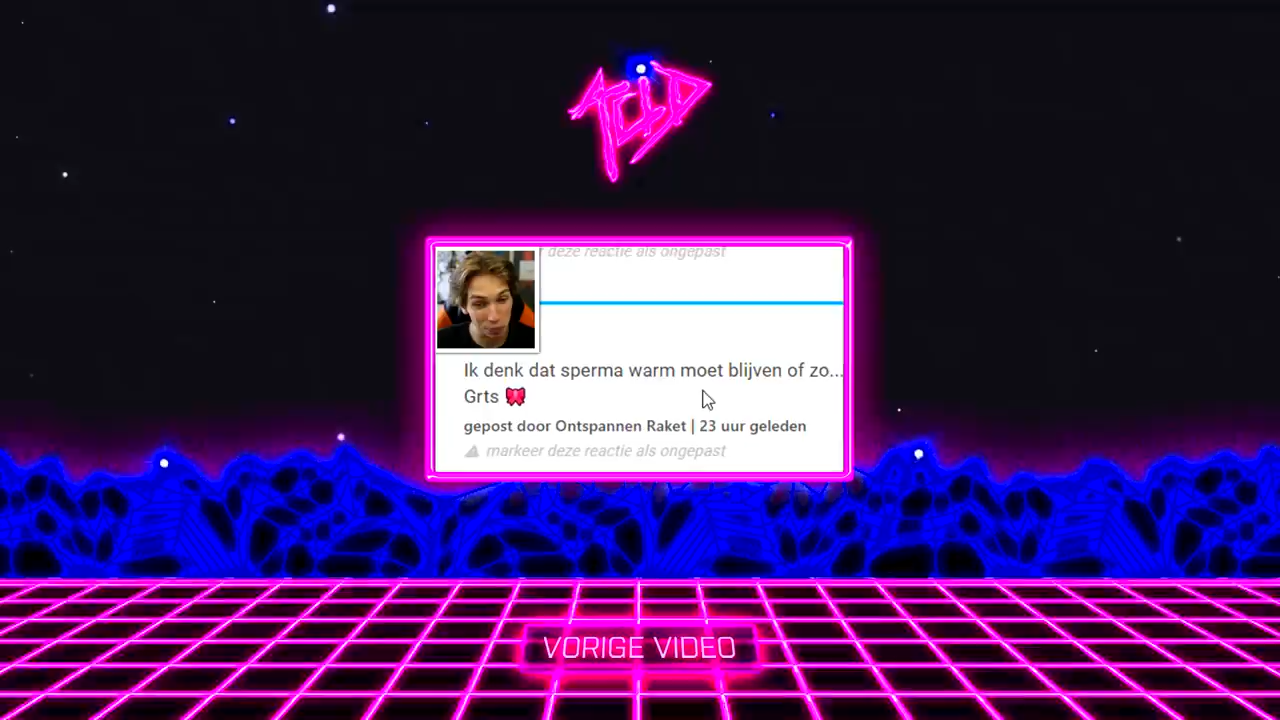 ACID
deze reactie als ongepast
Ik denk dat sperma warm moet blijven of zo...
Grts 🎀
gepost door Ontspannen Raket | 23 uur geleden
markeer deze reactie als ongepast
VORIGE VIDEO